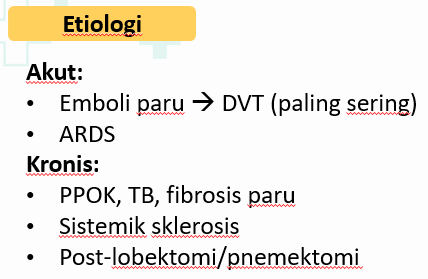 Etiologi
Akut:
• Emboli paru → DVT (paling sering)
• ARDS
Kronis:
• PPOK, TB, fibrosis paru
• Sistemik sklerosis
• Post-lobektomi/pnemektomi